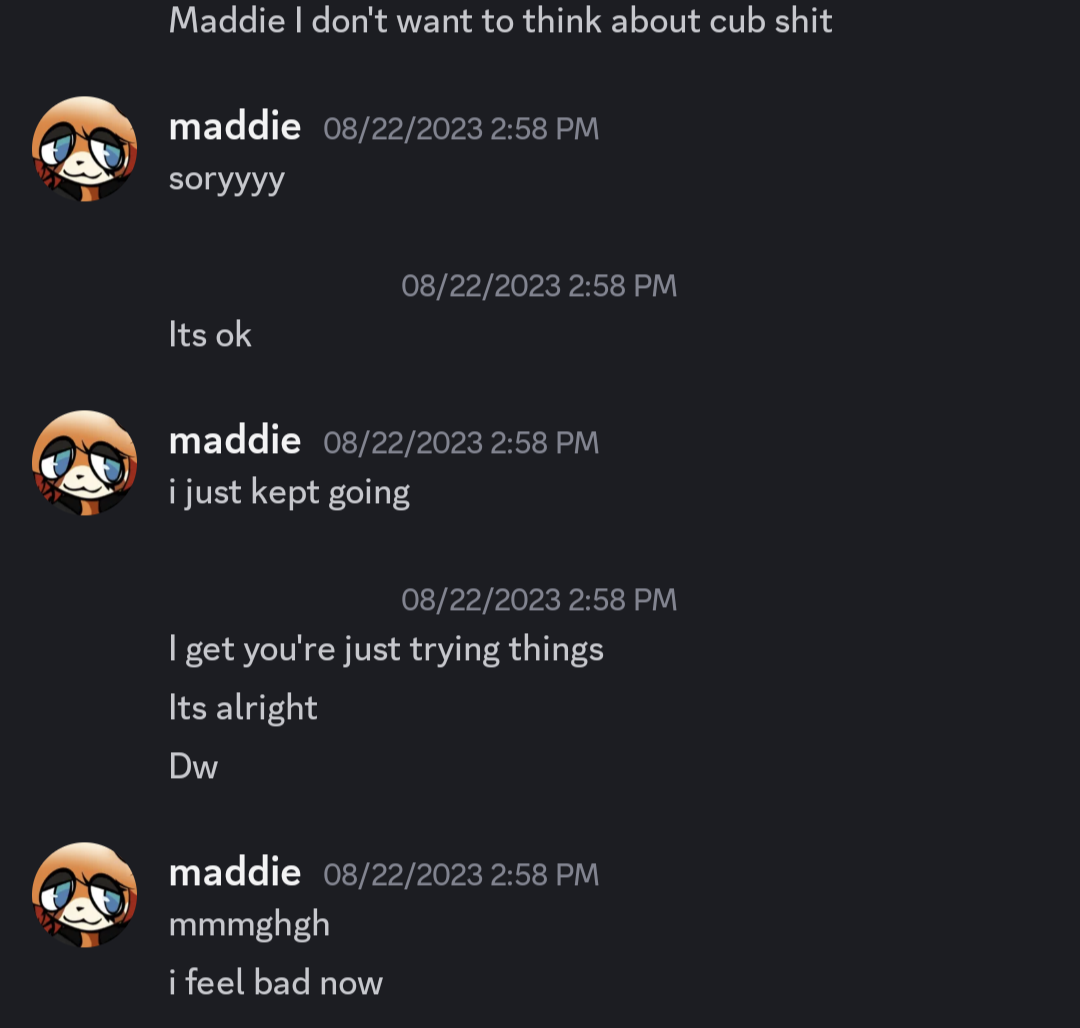 Maddie I don't want to think about cub shit
maddie 08/22/2023 2:58 PM
soryyyy
08/22/2023 2:58 PM
Its ok
maddie 08/22/2023 2:58 PM
i just kept going
08/22/2023 2:58 PM
I get you're just trying things
Its alright
Dw
maddie 08/22/2023 2:58 PM
mmmghgh
i feel bad now